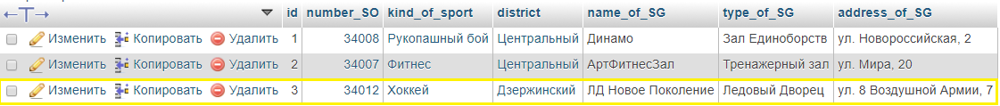 ←T→ ▼ id number_SO kind_of_sport district name_of_SG type_of_SG address_of_SG
Изменить Копировать Удалить 1 34008 Рукопашный бой Центральный Динамо Зал Единоборств ул. Новороссийская, 2
Изменить Копировать Удалить 2 34007 Фитнес Центральный АртФитнесЗал Тренажерный зал ул. Мира, 20
Изменить Копировать Удалить 3 34012 Хоккей Дзержинский ЛД Новое Поколение Ледовый Дворец ул. 8 Воздушной Армии, 7